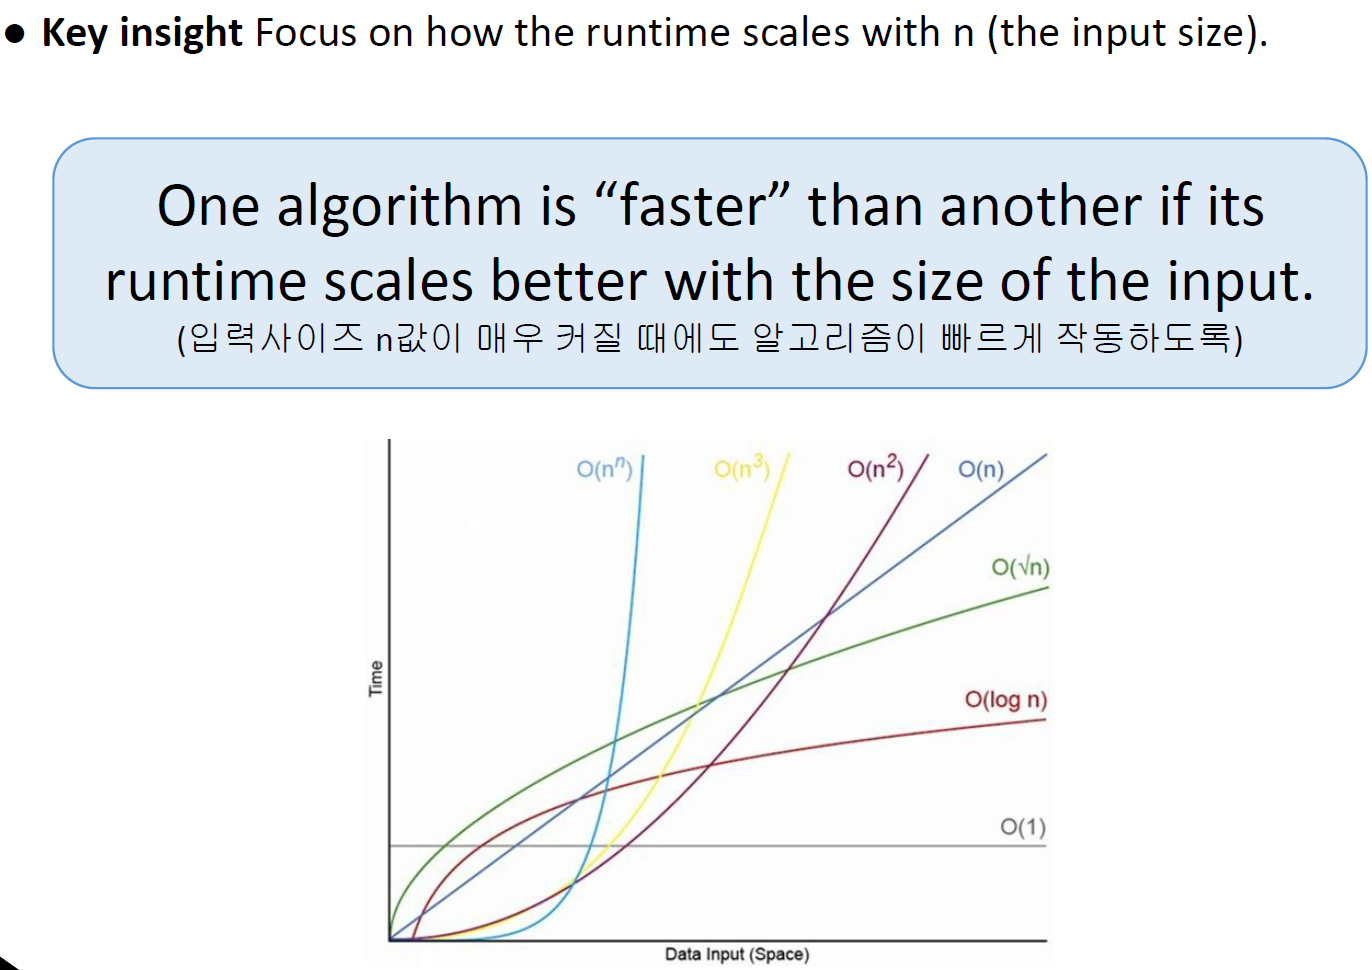 ● Key insight Focus on how the runtime scales with n (the input size).
One algorithm is “faster” than another if its
runtime scales better with the size of the input.
(입력사이즈 n값이 매우 커질 때에도 알고리즘이 빠르게 작동하도록)
O(nⁿ)
O(n³)
O(n²)
O(n)
O(√n)
O(log n)
O(1)
Time
Data Input (Space)